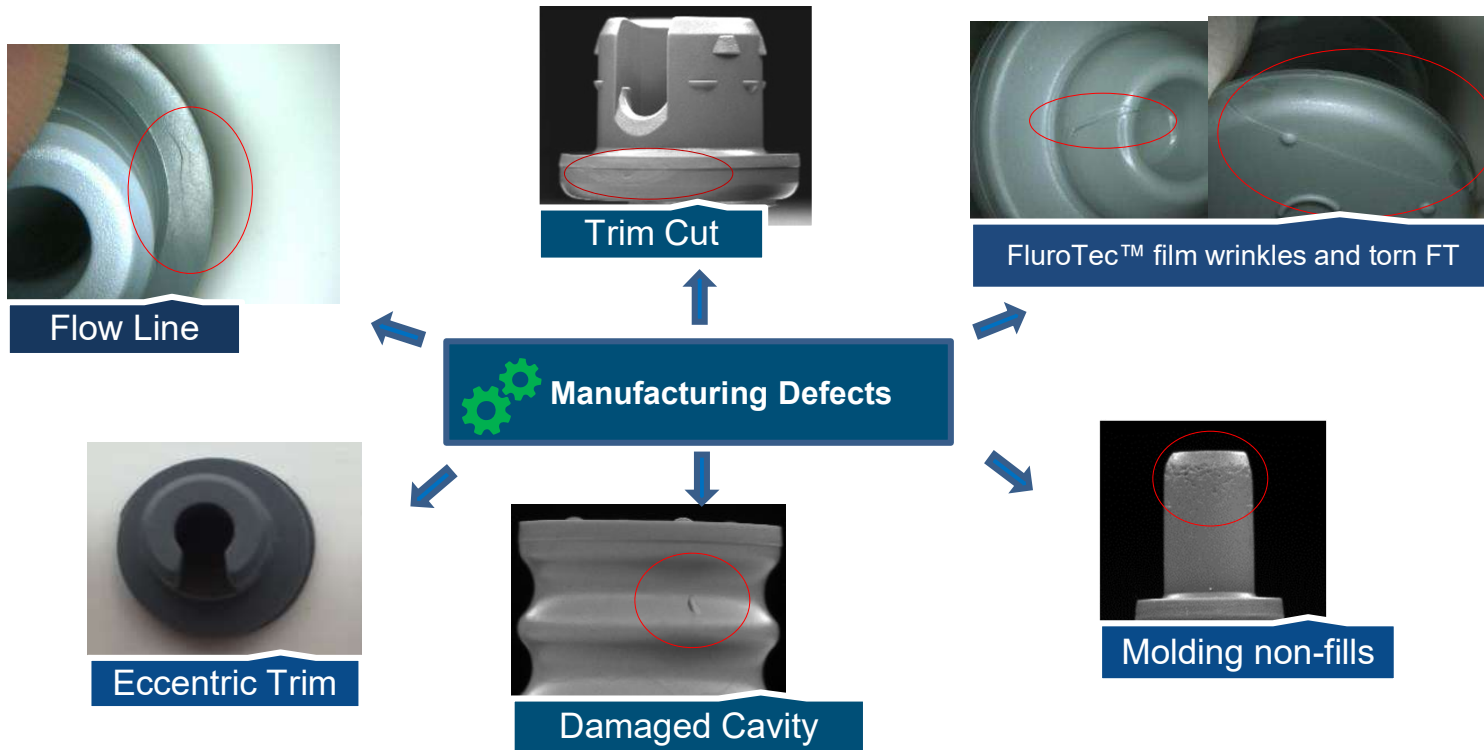 Trim Cut
FluroTec™ film wrinkles and torn FT
Flow Line
Manufacturing Defects
Molding non-fills
Eccentric Trim
Damaged Cavity